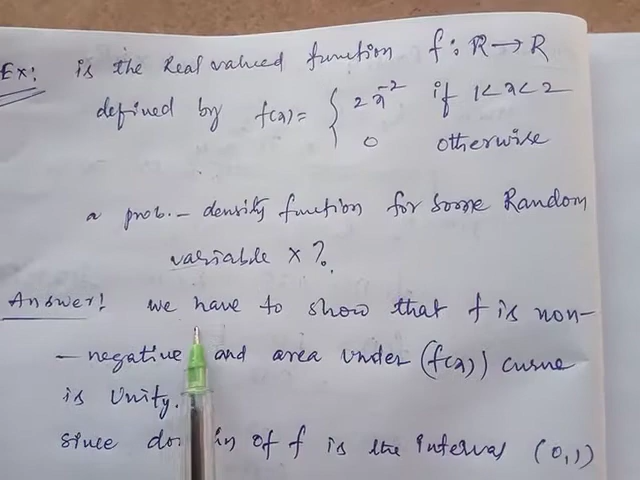 Ex: is the Real valued function f: R → R
defined by f(x) = { 2x⁻² if 1<x<2
0 otherwise
a prob. - density function for some Random
variable X?
Answer: we have to show that f is non-
- negative and area under (f(x)) curve
is Unity.
Since of f is the interval (0,1)